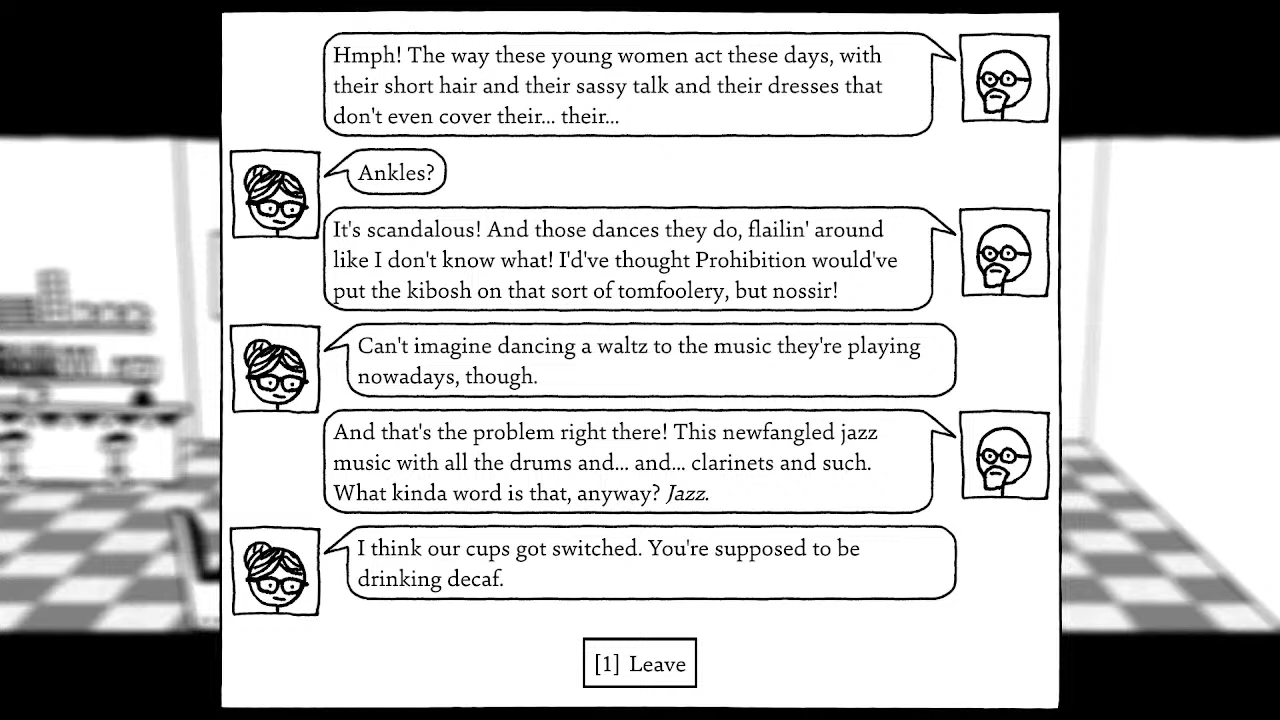 Hmph! The way these young women act these days, with
their short hair and their sassy talk and their dresses that
don't even cover their... their...
Ankles?
It's scandalous! And those dances they do, flailin' around
like I don't know what! I'd've thought Prohibition would've
put the kibosh on that sort of tomfoolery, but nossir!
Can't imagine dancing a waltz to the music they're playing
nowadays, though.
And that's the problem right there! This newfangled jazz
music with all the drums and... and... clarinets and such.
What kinda word is that, anyway? Jazz.
I think our cups got switched. You're supposed to be
drinking decaf.
[1] Leave